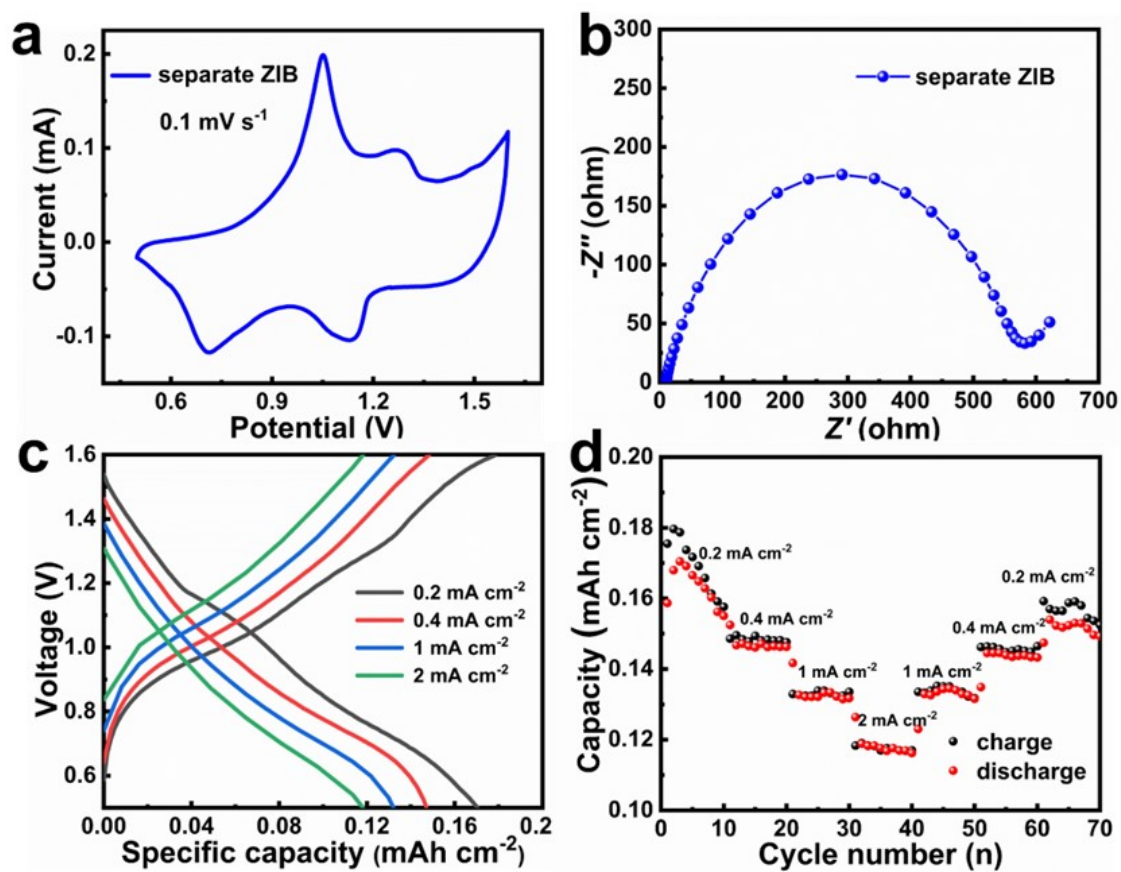 a
0.2
0.1
0.0
-0.1
Current (mA)
separate ZIB
0.1 mV s⁻¹
0.6 0.9 1.2 1.5
Potential (V)
b
300
250
200
150
100
50
0
-Z″ (ohm)
separate ZIB
0 100 200 300 400 500 600 700
Z′ (ohm)
c
1.6
1.4
1.2
1.0
0.8
0.6
Voltage (V)
0.2 mA cm⁻²
0.4 mA cm⁻²
1 mA cm⁻²
2 mA cm⁻²
0.00 0.04 0.08 0.12 0.16 0.2
Specific capacity (mAh cm⁻²)
d
0.20
0.18
0.16
0.14
0.12
0.10
Capacity (mAh cm⁻²)
0.2 mA cm⁻²
0.4 mA cm⁻²
1 mA cm⁻²
2 mA cm⁻²
1 mA cm⁻²
0.4 mA cm⁻²
0.2 mA cm⁻²
charge
discharge
0 10 20 30 40 50 60 70
Cycle number (n)